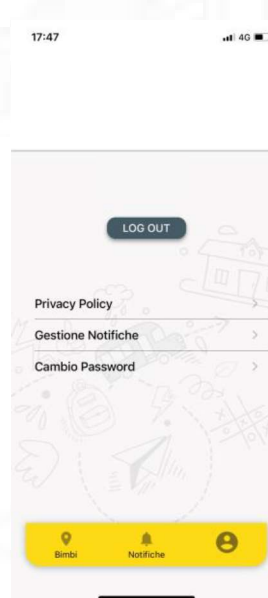 17:47
4G
LOG OUT
Privacy Policy
Gestione Notifiche
Cambio Password
Bimbi
Notifiche